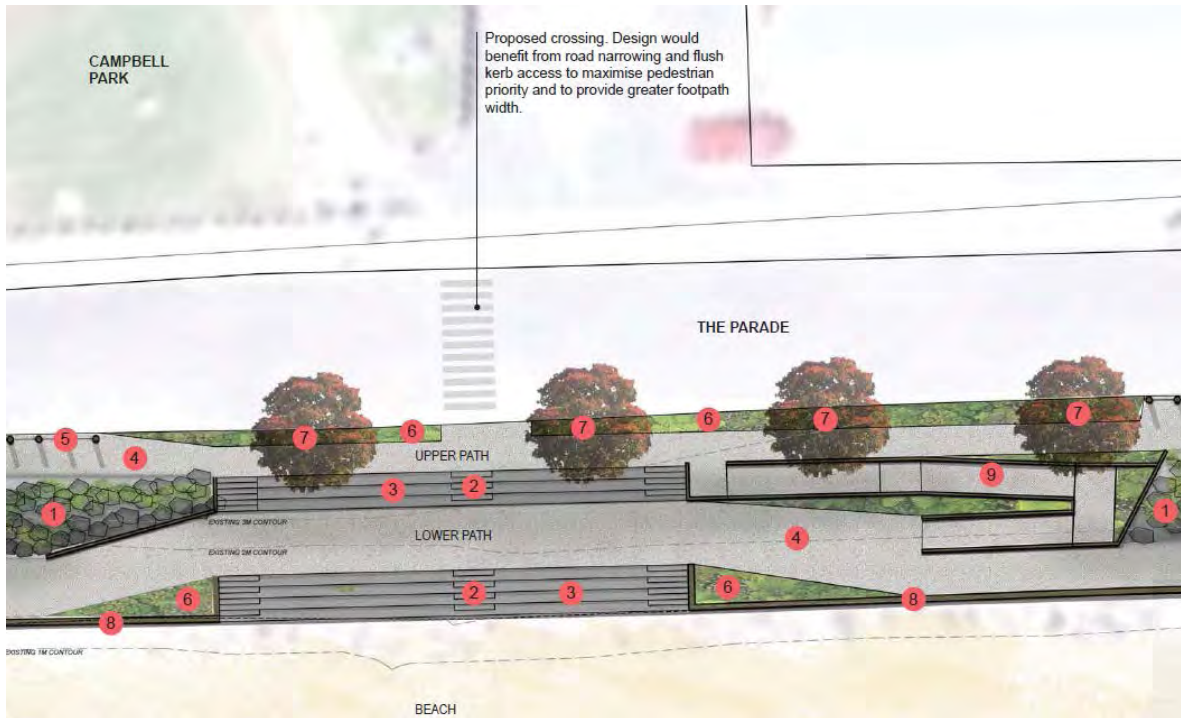 CAMPBELL
PARK
Proposed crossing. Design would
benefit from road narrowing and flush
kerb access to maximise pedestrian
priority and to provide greater footpath
width.
THE PARADE
7
7
7
7
6
6
5
4
UPPER PATH
9
2
3
1
1
EXISTING 3M CONTOUR
LOWER PATH
4
EXISTING 2M CONTOUR
6
2
3
6
8
8
EXISTING 1M CONTOUR
BEACH